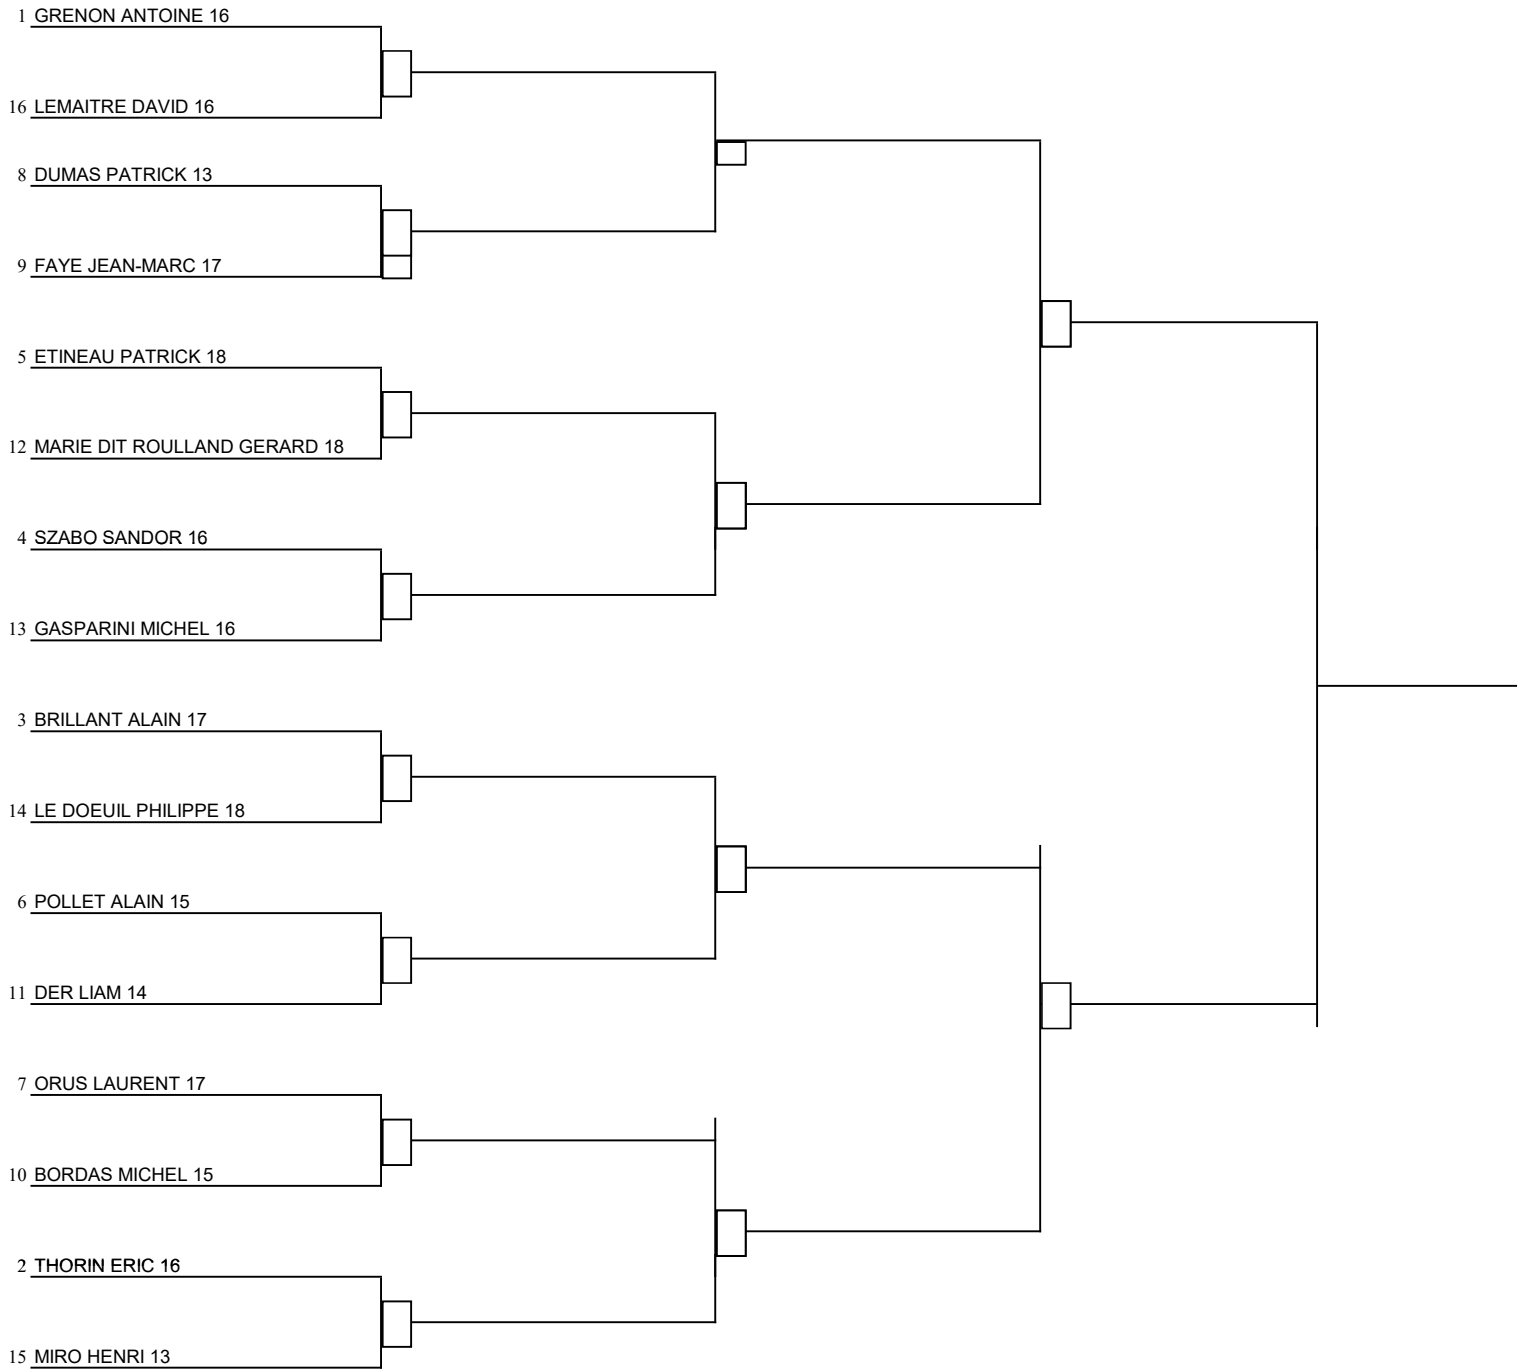 1 GRENON ANTOINE 16
16 LEMAITRE DAVID 16
8 DUMAS PATRICK 13
9 FAYE JEAN-MARC 17
5 ETINEAU PATRICK 18
12 MARIE DIT ROULLAND GERARD 18
4 SZABO SANDOR 16
13 GASPARINI MICHEL 16
3 BRILLANT ALAIN 17
14 LE DOEUIL PHILIPPE 18
6 POLLET ALAIN 15
11 DER LIAM 14
7 ORUS LAURENT 17
10 BORDAS MICHEL 15
2 THORIN ERIC 16
15 MIRO HENRI 13